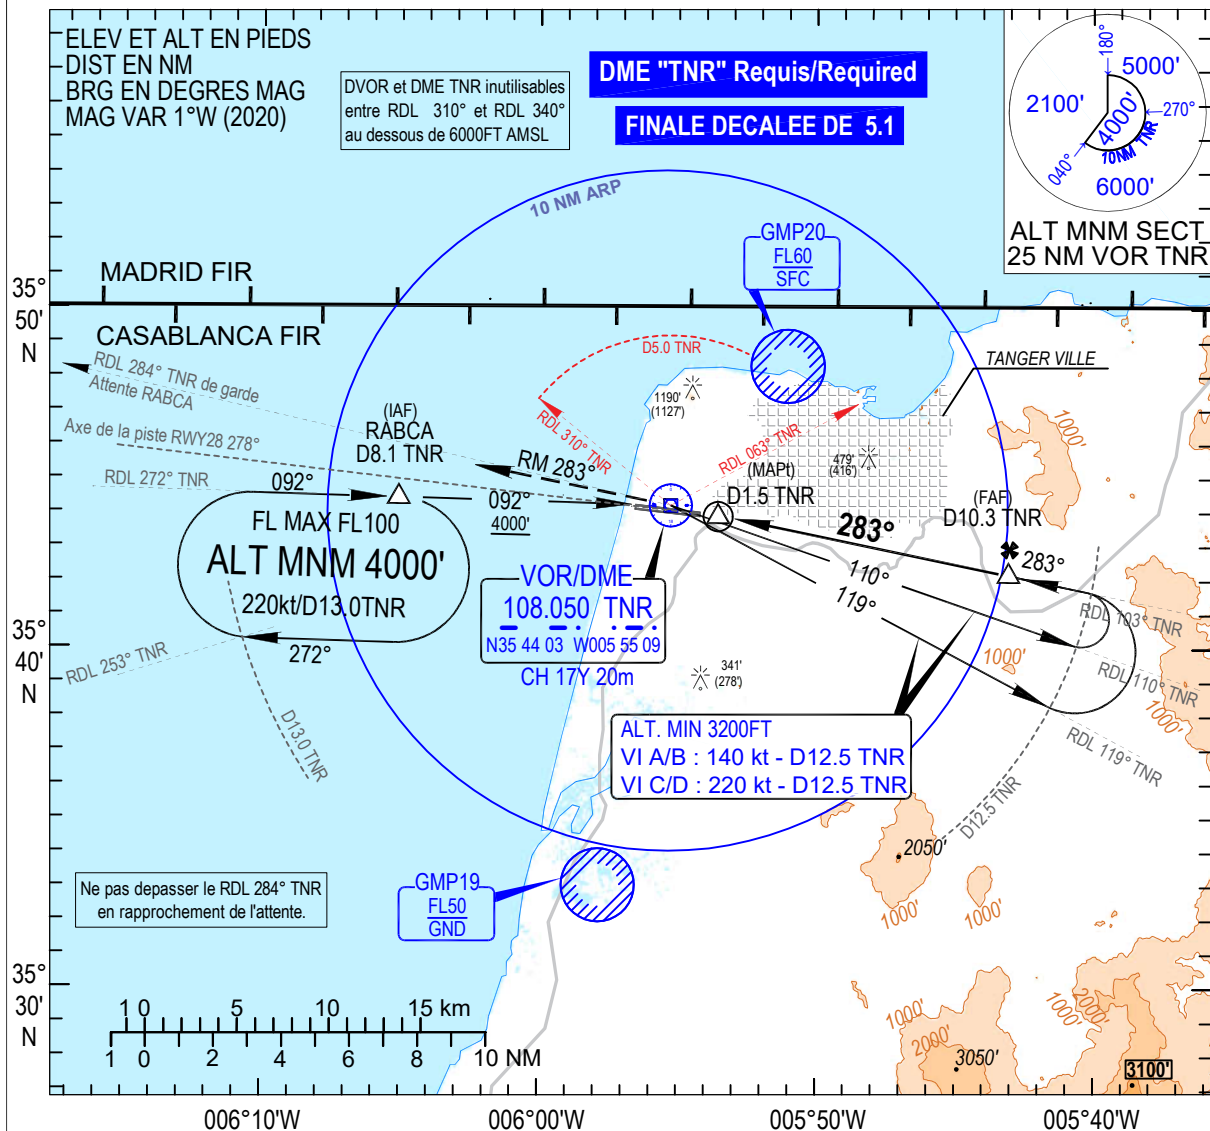 ELEV ET ALT EN PIEDS
DIST EN NM
BRG EN DEGRES MAG
MAG VAR 1°W (2020)
DVOR et DME TNR inutilisables
entre RDL 310° et RDL 340°
au dessous de 6000FT AMSL
DME "TNR" Requis/Required
FINALE DECALEE DE 5.1
180°
5000'
2100'
4000'
270°
10NM TNR
040°
6000'
ALT MNM SECT
25 NM VOR TNR
10 NM ARP
GMP20
FL60
SFC
MADRID FIR
35°
50'
N
CASABLANCA FIR
D5.0 TNR
TANGER VILLE
RDL 284° TNR de garde
Attente RABCA
1190'
(1127')
1000'
(IAF)
RABCA
D8.1 TNR
Axe de la piste RWY28 278°
RDL 310° TNR
RDL 063° TNR
RM 283°
479'
(416')
RDL 272° TNR
092°
092°
4000'
(MAPt)
D1.5 TNR
(FAF)
D10.3 TNR
FL MAX FL100
ALT MNM 4000'
220kt/D13.0TNR
283°
283°
110°
119°
VOR/DME
108.050 TNR
N35 44 03 W005 55 09
CH 17Y 20m
RDL 103° TNR
35°
40'
N
272°
RDL 253° TNR
1000'
341'
(278')
RDL 110° TNR
1000'
D13.0 TNR
ALT. MIN 3200FT
VI A/B : 140 kt - D12.5 TNR
VI C/D : 220 kt - D12.5 TNR
RDL 119° TNR
D12.5 TNR
2050'
Ne pas depasser le RDL 284° TNR
en rapprochement de l'attente.
GMP19
FL50
GND
1000'
1000'
35°
30'
N
1 0 5 10 15 km
1 0 2 4 6 8 10 NM
1000'
2000'
1000'
2000'
3050'
3100'
006°10'W
006°00'W
005°50'W
005°40'W